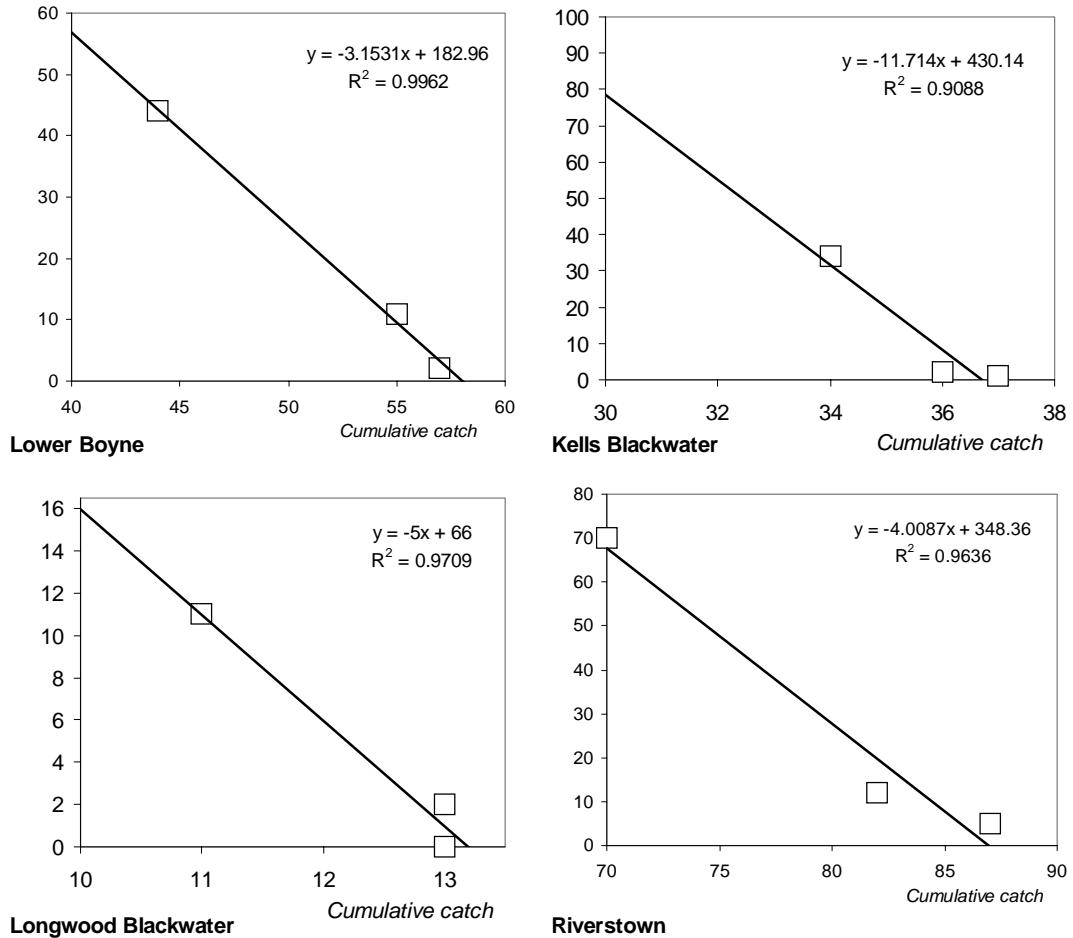 60
50
40
30
20
10
0
y = -3.1531x + 182.96
R² = 0.9962
40 45 50 55 60
Cumulative catch
Lower Boyne
100
90
80
70
60
50
40
30
20
10
0
y = -11.714x + 430.14
R² = 0.9088
30 32 34 36 38
Cumulative catch
Kells Blackwater
16
14
12
10
8
6
4
2
0
y = -5x + 66
R² = 0.9709
10 11 12 13
Cumulative catch
Longwood Blackwater
80
70
60
50
40
30
20
10
0
y = -4.0087x + 348.36
R² = 0.9636
70 75 80 85 90
Cumulative catch
Riverstown